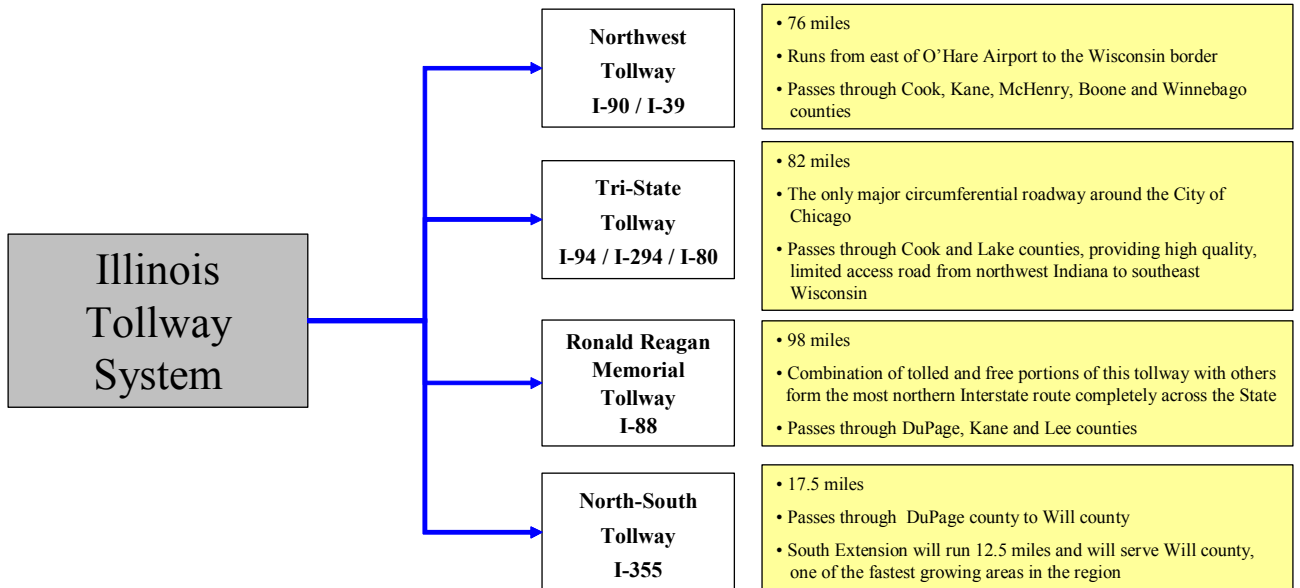 Illinois
Tollway
System
Northwest
Tollway
I-90 / I-39
• 76 miles
• Runs from east of O’Hare Airport to the Wisconsin border
• Passes through Cook, Kane, McHenry, Boone and Winnebago
counties
Tri-State
Tollway
I-94 / I-294 / I-80
• 82 miles
• The only major circumferential roadway around the City of
Chicago
• Passes through Cook and Lake counties, providing high quality,
limited access road from northwest Indiana to southeast
Wisconsin
Ronald Reagan
Memorial
Tollway
I-88
• 98 miles
• Combination of tolled and free portions of this tollway with others
form the most northern Interstate route completely across the State
• Passes through DuPage, Kane and Lee counties
North-South
Tollway
I-355
• 17.5 miles
• Passes through DuPage county to Will county
• South Extension will run 12.5 miles and will serve Will county,
one of the fastest growing areas in the region